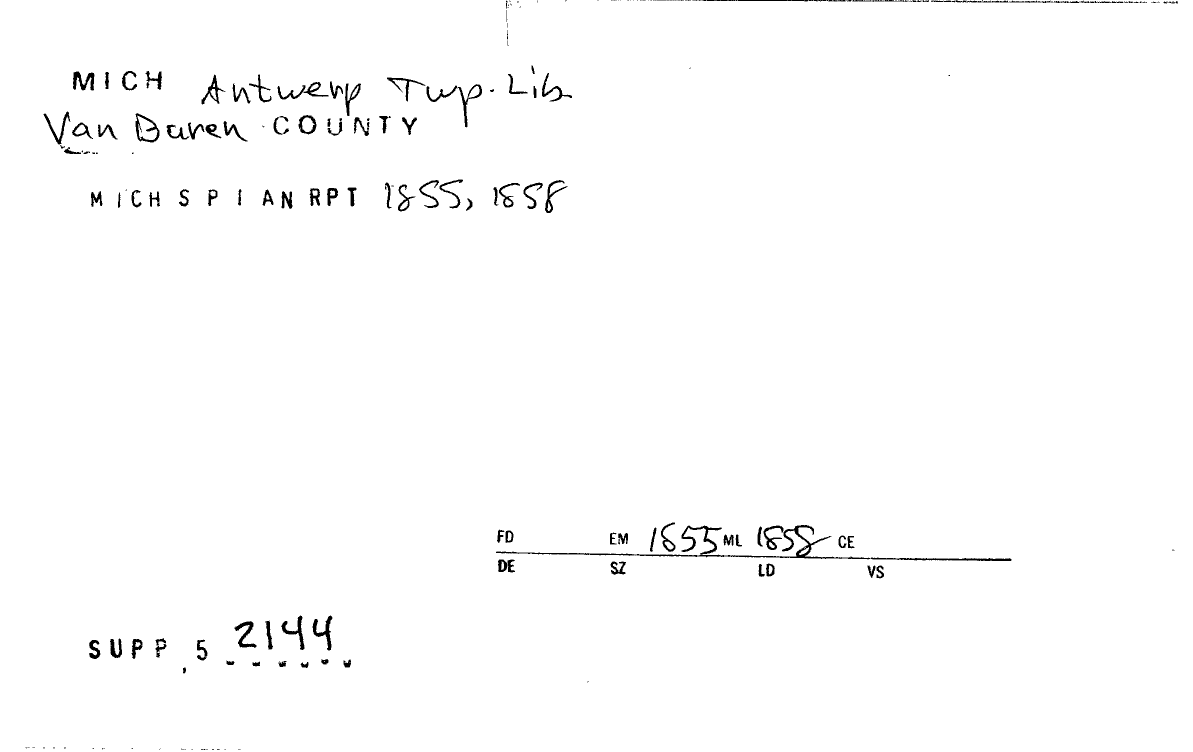 MICH Antwerp Twp. Lib
Van Buren COUNTY
MICH S P I AN RPT 1855, 1858
FD EM 1855 ML 1858 CE
DE SZ LD VS
SUPP, 5 2144